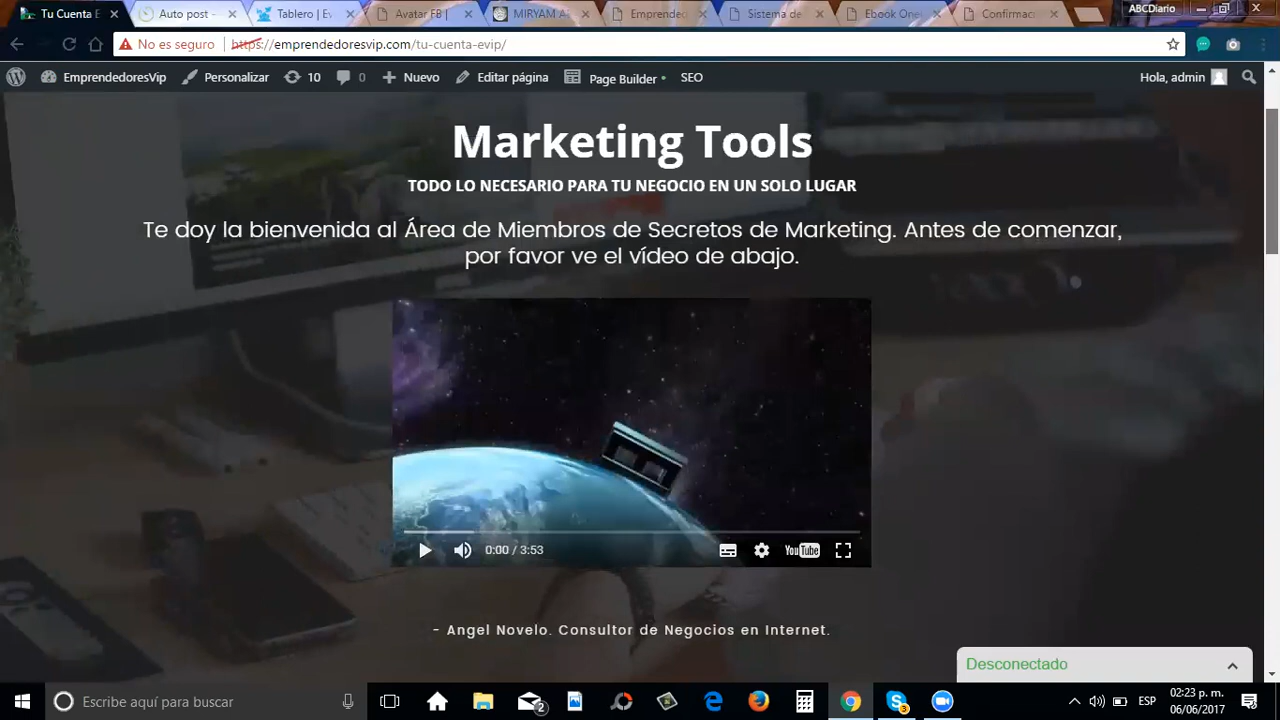 Tu Cuenta E
Auto post -
Tablero | Ev
Avatar FB |
MIRYAM A
Emprendec
Sistema de
Ebook One
Confirmaci
ABCDiario
No es seguro
https://emprendedoresvip.com/tu-cuenta-evip/
EmprendedoresVip
Personalizar
10
0
Nuevo
Editar página
Page Builder
SEO
Hola, admin
Marketing Tools
TODO LO NECESARIO PARA TU NEGOCIO EN UN SOLO LUGAR
Te doy la bienvenida al Área de Miembros de Secretos de Marketing. Antes de comenzar,
por favor ve el vídeo de abajo.
0:00 / 3:53
YouTube
- Angel Novelo. Consultor de Negocios en Internet.
Desconectado
Escribe aquí para buscar
2
3
ESP
02:23 p. m.
06/06/2017